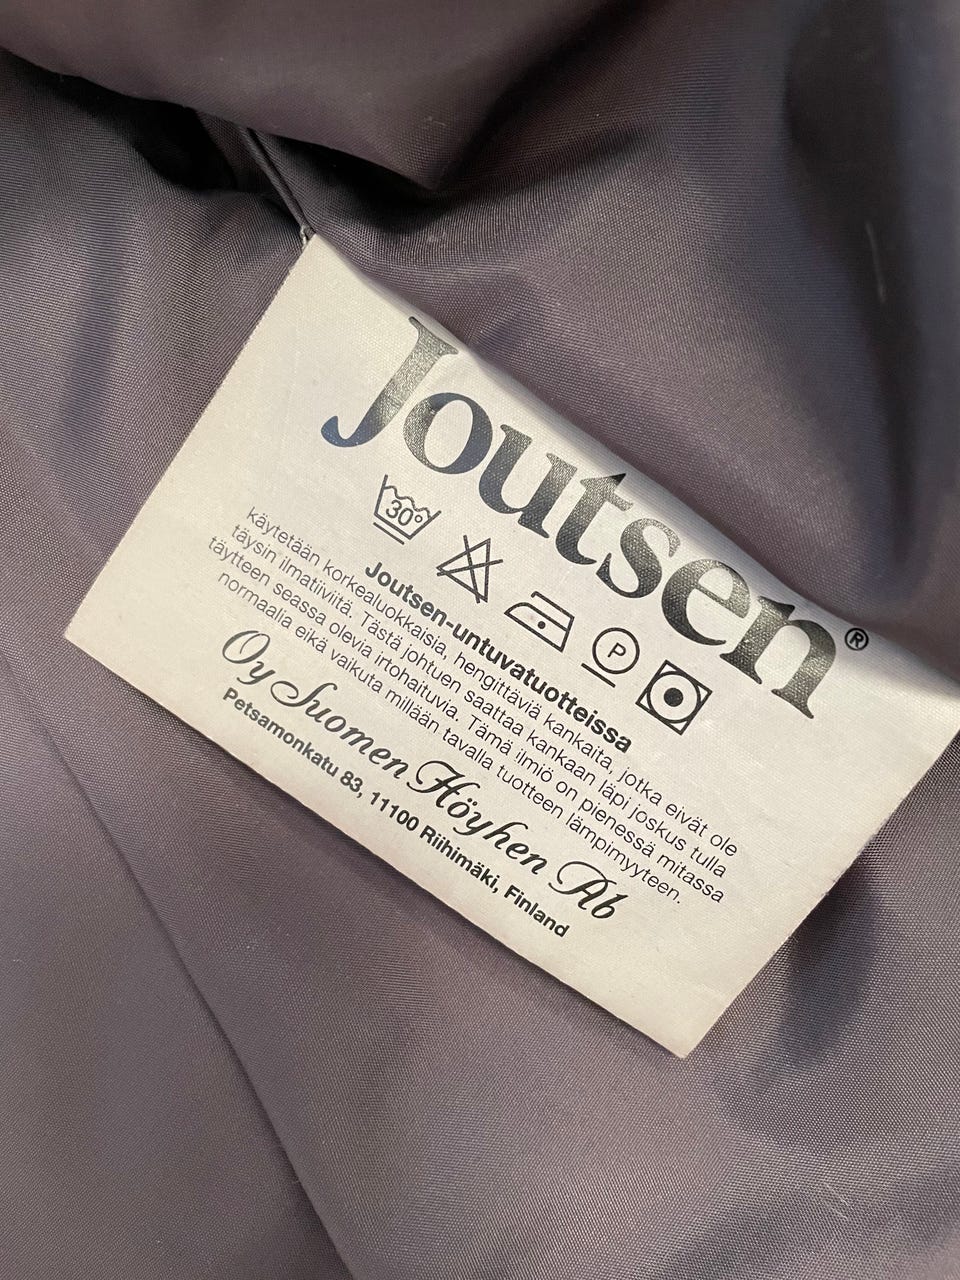 Joutsen®
30°
P
Joutsen-untuvatuotteissa
käytetään korkealuokkaisia, hengittäviä kankaita, jotka eivät ole
täysin ilmatiiviitä. Tästä johtuen saattaa kankaan läpi joskus tulla
täytteen seassa olevia irtohaituvia. Tämä ilmiö on pienessä mitassa
normaalia eikä vaikuta millään tavalla tuotteen lämpimyyteen.
Oy Suomen Höyhen Ab
Petsamonkatu 83, 11100 Riihimäki, Finland